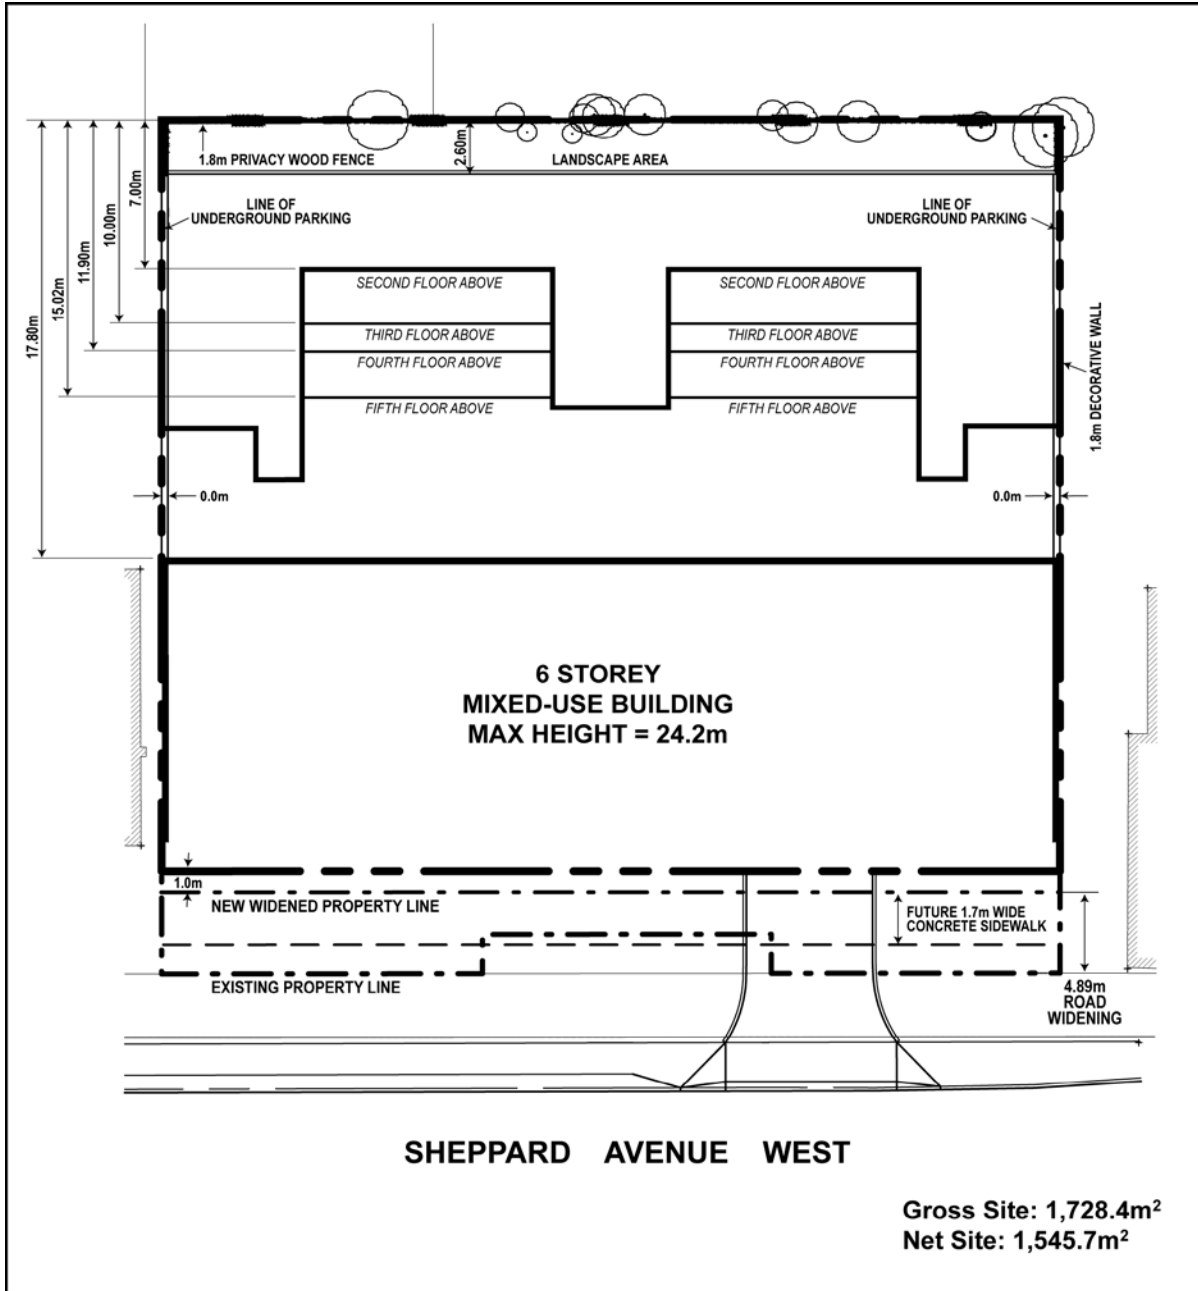 1.8m PRIVACY WOOD FENCE
2.60m
LANDSCAPE AREA
7.00m
10.00m
11.90m
15.02m
17.80m
LINE OF
UNDERGROUND PARKING
LINE OF
UNDERGROUND PARKING
SECOND FLOOR ABOVE
SECOND FLOOR ABOVE
THIRD FLOOR ABOVE
THIRD FLOOR ABOVE
FOURTH FLOOR ABOVE
FOURTH FLOOR ABOVE
FIFTH FLOOR ABOVE
FIFTH FLOOR ABOVE
1.8m DECORATIVE WALL
0.0m
0.0m
6 STOREY
MIXED-USE BUILDING
MAX HEIGHT = 24.2m
1.0m
NEW WIDENED PROPERTY LINE
FUTURE 1.7m WIDE
CONCRETE SIDEWALK
EXISTING PROPERTY LINE
4.89m
ROAD
WIDENING
SHEPPARD AVENUE WEST
Gross Site: 1,728.4m²
Net Site: 1,545.7m²